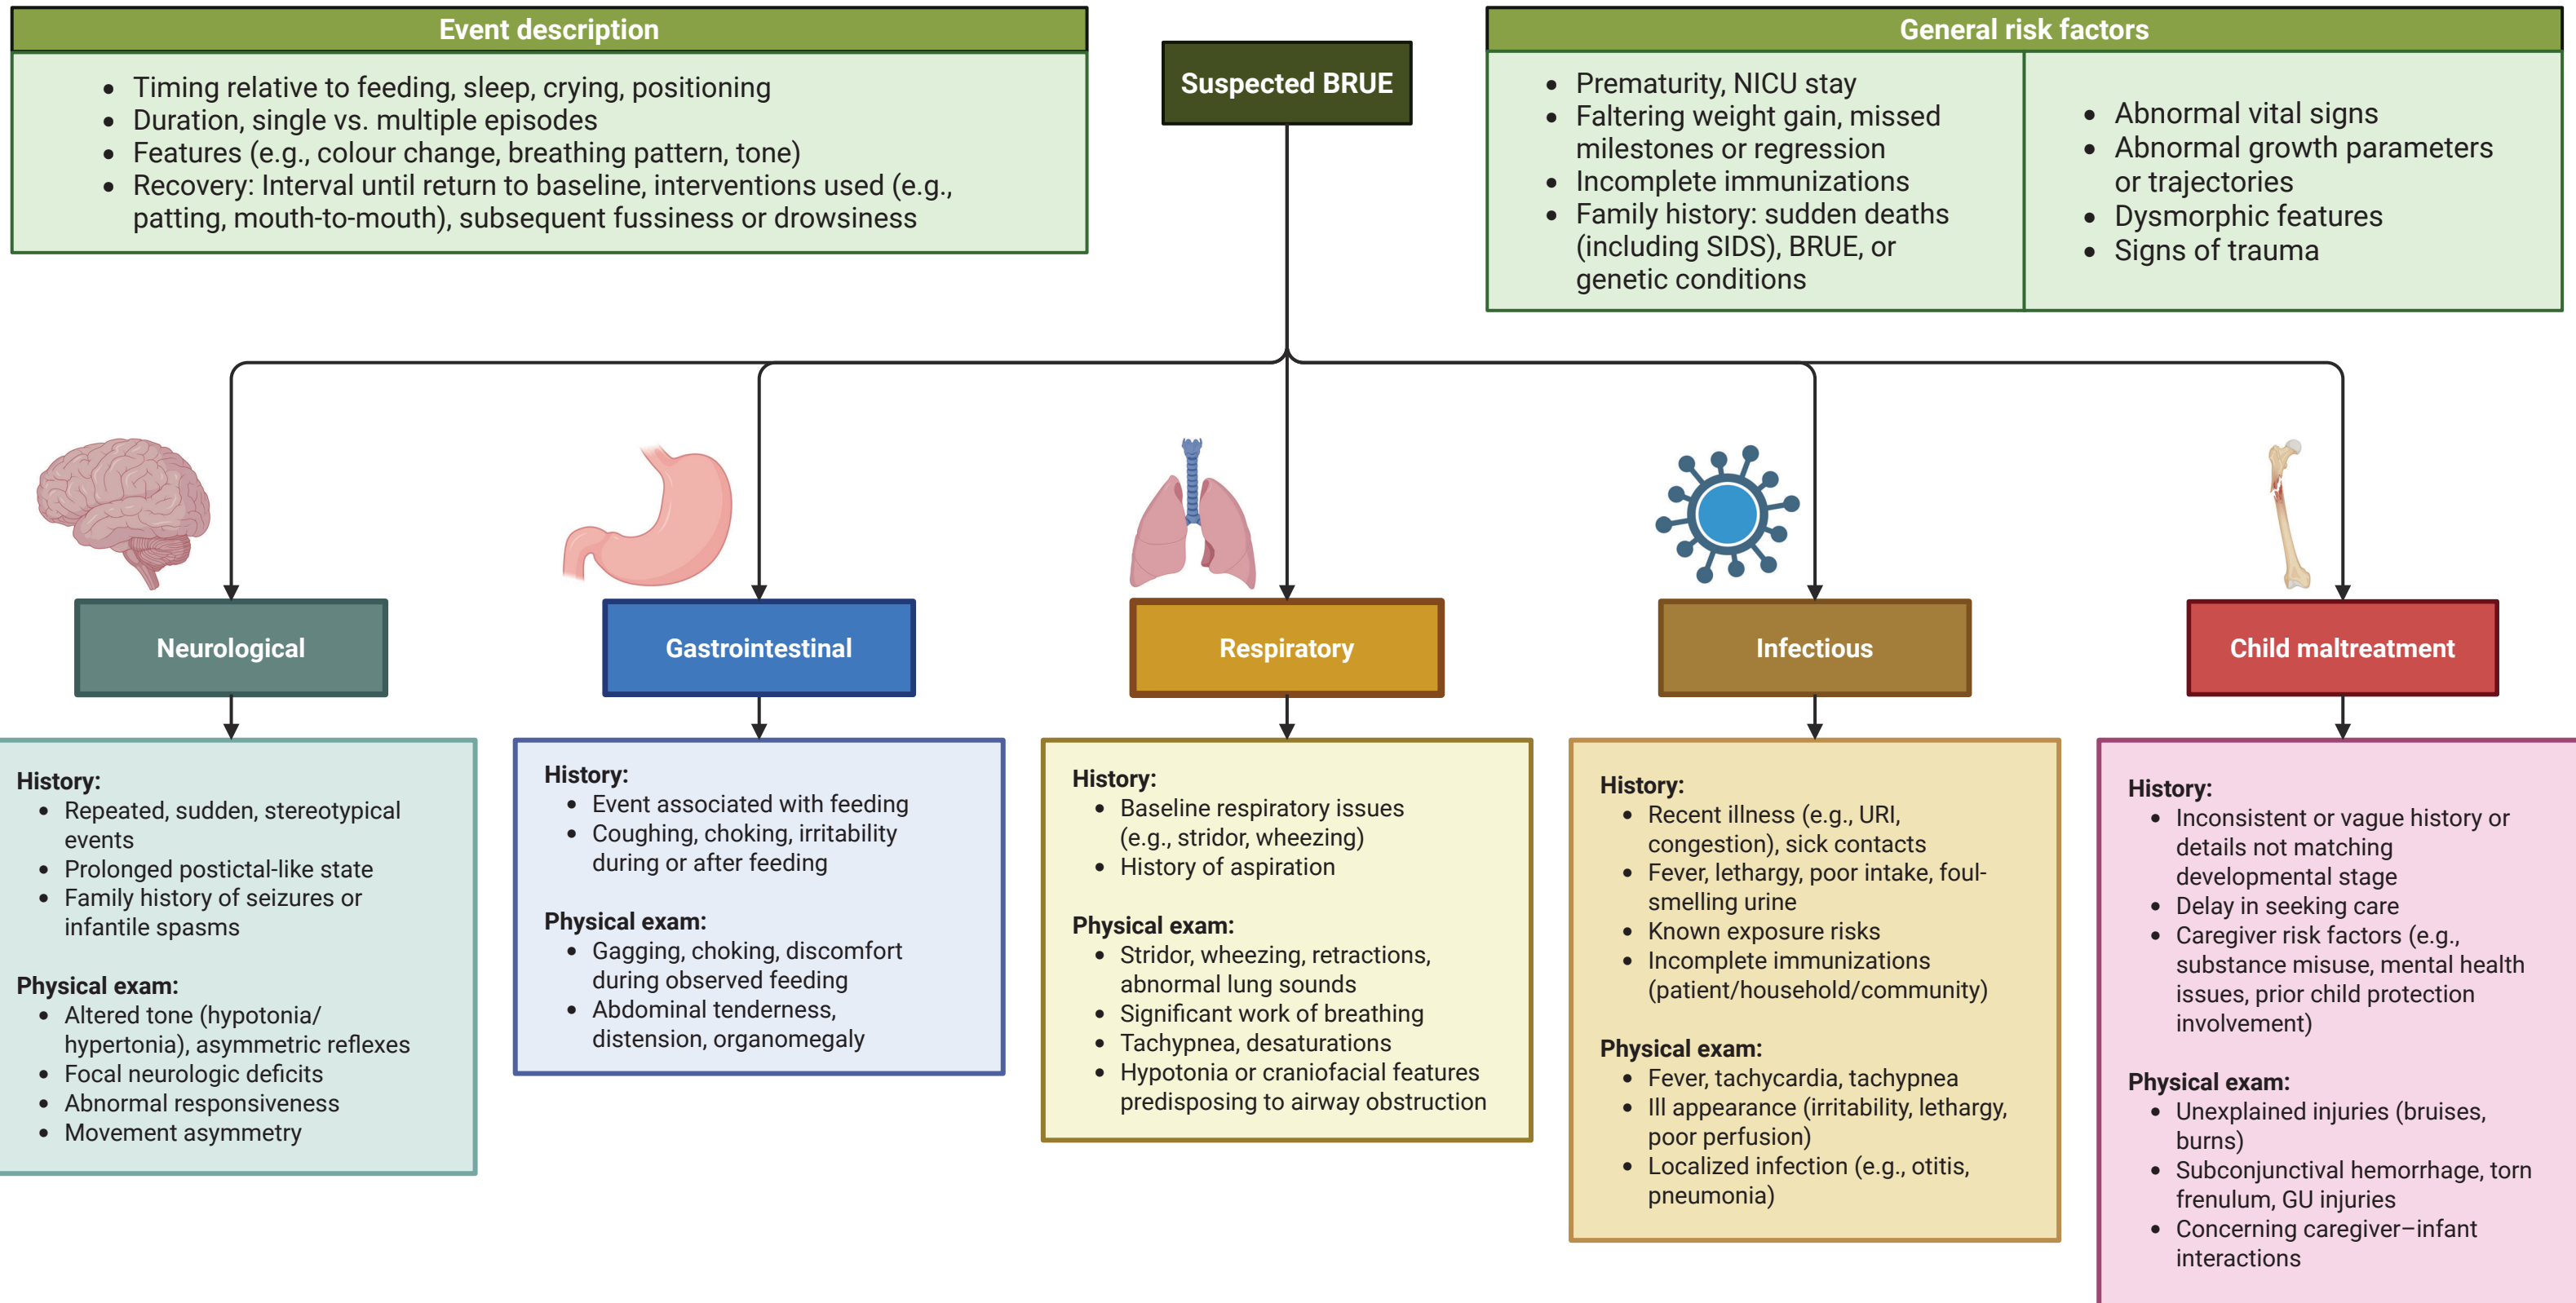 Event description
• Timing relative to feeding, sleep, crying, positioning
• Duration, single vs. multiple episodes
• Features (e.g., colour change, breathing pattern, tone)
• Recovery: Interval until return to baseline, interventions used (e.g.,
patting, mouth-to-mouth), subsequent fussiness or drowsiness
Suspected BRUE
General risk factors
• Prematurity, NICU stay
• Faltering weight gain, missed
milestones or regression
• Incomplete immunizations
• Family history: sudden deaths
(including SIDS), BRUE, or
genetic conditions
• Abnormal vital signs
• Abnormal growth parameters
or trajectories
• Dysmorphic features
• Signs of trauma
Neurological
History:
• Repeated, sudden, stereotypical
events
• Prolonged postictal-like state
• Family history of seizures or
infantile spasms
Physical exam:
• Altered tone (hypotonia/
hypertonia), asymmetric reflexes
• Focal neurologic deficits
• Abnormal responsiveness
• Movement asymmetry
Gastrointestinal
History:
• Event associated with feeding
• Coughing, choking, irritability
during or after feeding
Physical exam:
• Gagging, choking, discomfort
during observed feeding
• Abdominal tenderness,
distension, organomegaly
Respiratory
History:
• Baseline respiratory issues
(e.g., stridor, wheezing)
• History of aspiration
Physical exam:
• Stridor, wheezing, retractions,
abnormal lung sounds
• Significant work of breathing
• Tachypnea, desaturations
• Hypotonia or craniofacial features
predisposing to airway obstruction
Infectious
History:
• Recent illness (e.g., URI,
congestion), sick contacts
• Fever, lethargy, poor intake, foul-
smelling urine
• Known exposure risks
• Incomplete immunizations
(patient/household/community)
Physical exam:
• Fever, tachycardia, tachypnea
• Ill appearance (irritability, lethargy,
poor perfusion)
• Localized infection (e.g., otitis,
pneumonia)
Child maltreatment
History:
• Inconsistent or vague history or
details not matching
developmental stage
• Delay in seeking care
• Caregiver risk factors (e.g.,
substance misuse, mental health
issues, prior child protection
involvement)
Physical exam:
• Unexplained injuries (bruises,
burns)
• Subconjunctival hemorrhage, torn
frenulum, GU injuries
• Concerning caregiver–infant
interactions